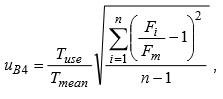 u_{B4} = \frac{T_{use}}{T_{mean}} \sqrt{\frac{\sum_{i=1}^{n} \left( \frac{F_i}{F_m} - 1 \right)^2}{n-1}} ,